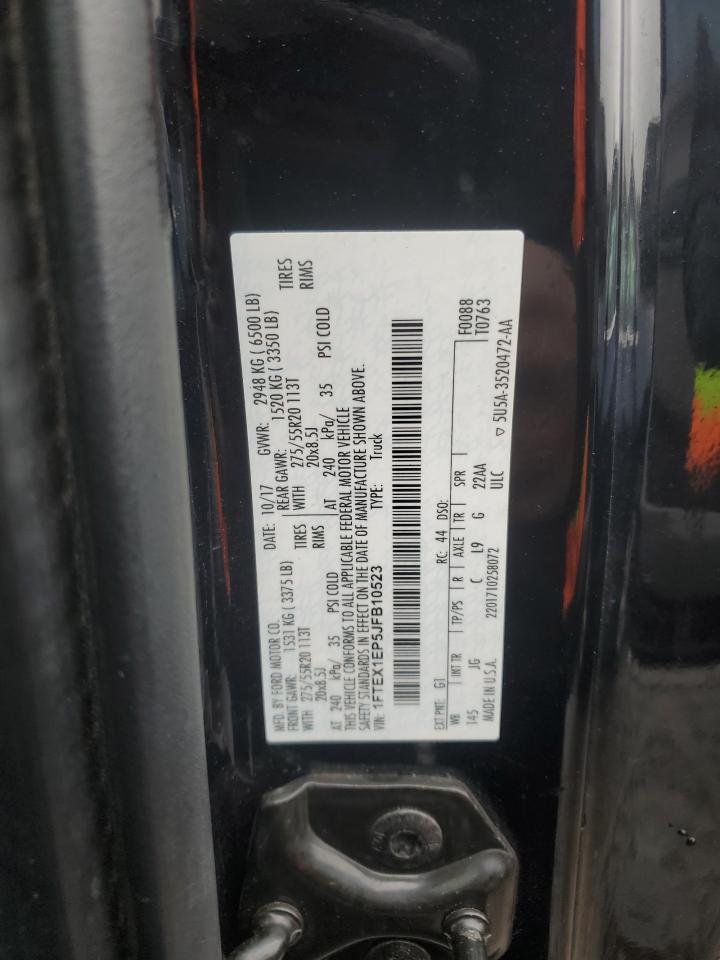 MFD. BY FORD MOTOR CO. DATE: 10/17 GVWR: 2948 KG ( 6500 LB)
FRONT GAWR: 1531 KG ( 3375 LB) REAR GAWR: 1520 KG ( 3350 LB)
WITH 275/55R20 113T TIRES WITH 275/55R20 113T TIRES
20x8.5J RIMS 20x8.5J RIMS
AT 240 kPa/ 35 PSI COLD AT 240 kPa/ 35 PSI COLD
THIS VEHICLE CONFORMS TO ALL APPLICABLE FEDERAL MOTOR VEHICLE
SAFETY STANDARDS IN EFFECT ON THE DATE OF MANUFACTURE SHOWN ABOVE.
VIN: 1FTEX1EP5JFB10523 TYPE: Truck
EXT PNT: G1 RC: 44 DSO: F0088
WB INT TR TP/PS R AXLE TR SPR T0763
145 JG C L9 G 22AA
MADE IN U.S.A. 2201710258072 ULC ▽ 5U5A-3520472-AA